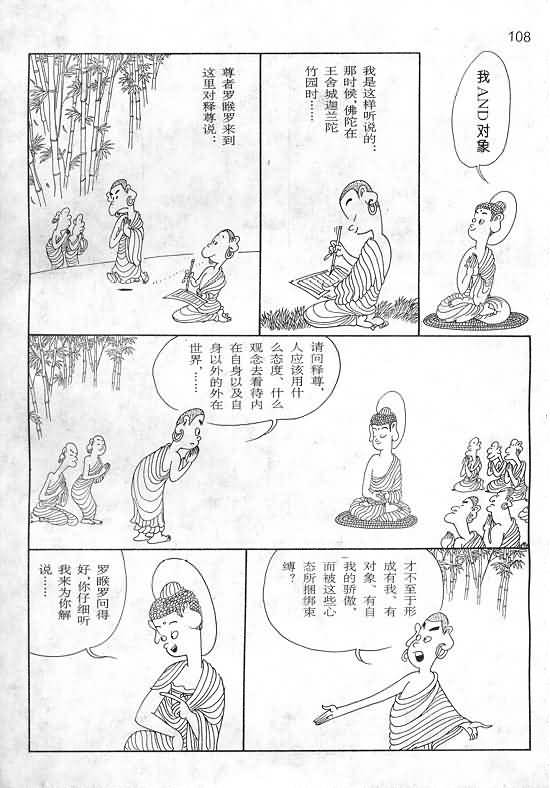 108
我AND对象
我是这样听说的：
那时候，佛陀在
王舍城迦兰陀
竹园时……
尊者罗睺罗来到
这里对释尊说：
请问释尊，
人应该用什
么态度、什么
观念去看待内
在自身以及自
身以外的外在
世界，……
才不至于形
成有我、有
对象、有自
我的骄傲，
而被这些心
态所捆绑束
缚？
罗睺罗问得
好，你仔细听
我来为你解
说……